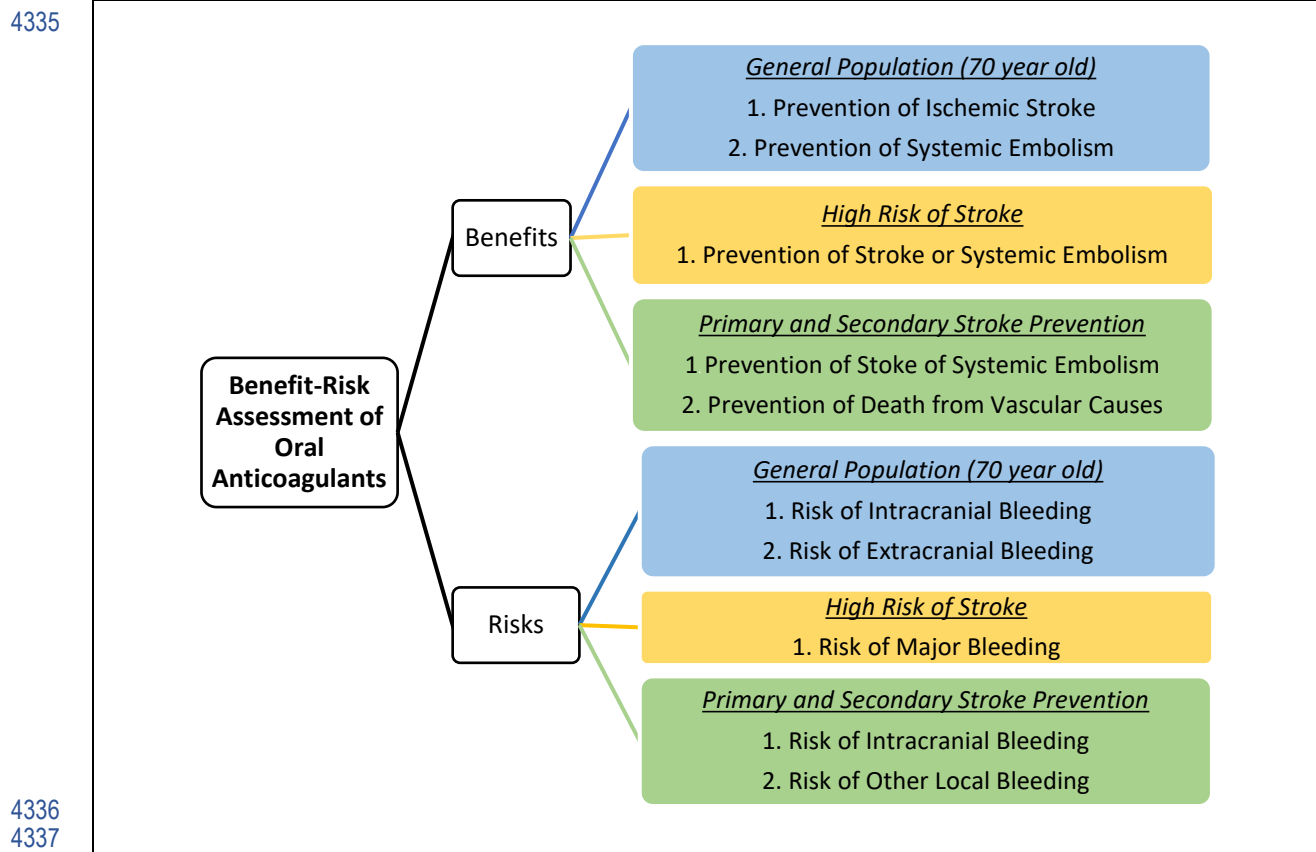 4335
General Population (70 year old)
1. Prevention of Ischemic Stroke
2. Prevention of Systemic Embolism
High Risk of Stroke
1. Prevention of Stroke or Systemic Embolism
Benefits
Primary and Secondary Stroke Prevention
1 Prevention of Stoke of Systemic Embolism
2. Prevention of Death from Vascular Causes
Benefit-Risk
Assessment of
Oral
Anticoagulants
General Population (70 year old)
1. Risk of Intracranial Bleeding
2. Risk of Extracranial Bleeding
High Risk of Stroke
1. Risk of Major Bleeding
Risks
Primary and Secondary Stroke Prevention
1. Risk of Intracranial Bleeding
2. Risk of Other Local Bleeding
4336
4337